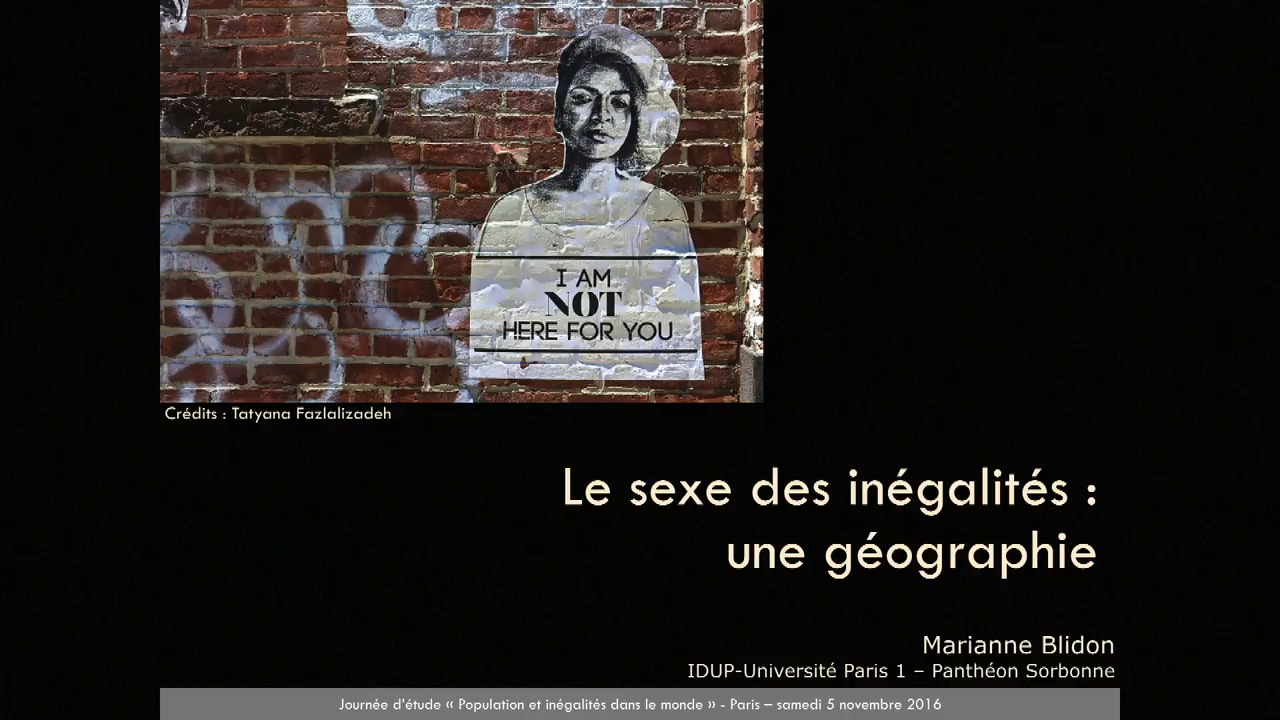 I AM
NOT
HERE FOR YOU
Crédits : Tatyana Fazlalizadeh
Le sexe des inégalités :
une géographie
Marianne Blidon
IDUP-Université Paris 1 – Panthéon Sorbonne
Journée d'étude « Population et inégalités dans le monde » - Paris – samedi 5 novembre 2016